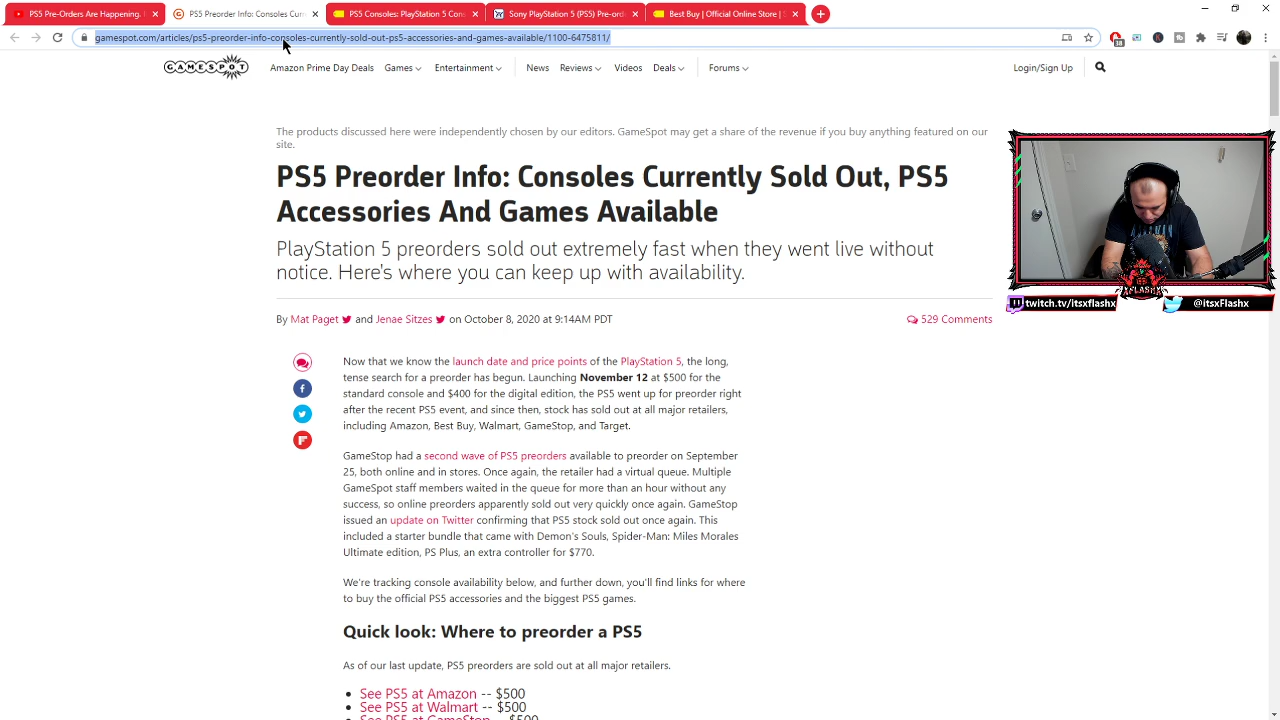 PS5 Pre-Orders Are Happening.
PS5 Preorder Info: Consoles Curr
PS5 Consoles: PlayStation 5 Con
Sony PlayStation 5 (PS5) Pre-ord
Best Buy | Official Online Store |
gamespot.com/articles/ps5-preorder-info-consoles-currently-sold-out-ps5-accessories-and-games-available/1100-6475811/
38
GAMESPOT
Amazon Prime Day Deals Games Entertainment News Reviews Videos Deals Forums Login/Sign Up
The products discussed here were independently chosen by our editors. GameSpot may get a share of the revenue if you buy anything featured on our
site.
PS5 Preorder Info: Consoles Currently Sold Out, PS5
Accessories And Games Available
PlayStation 5 preorders sold out extremely fast when they went live without
notice. Here's where you can keep up with availability.
By Mat Paget and Jenae Sitzes on October 8, 2020 at 9:14AM PDT
529 Comments
XFLASHX
twitch.tv/itsxflashx
@itsxFlashx
Now that we know the launch date and price points of the PlayStation 5, the long,
tense search for a preorder has begun. Launching November 12 at $500 for the
standard console and $400 for the digital edition, the PS5 went up for preorder right
after the recent PS5 event, and since then, stock has sold out at all major retailers,
including Amazon, Best Buy, Walmart, GameStop, and Target.
GameStop had a second wave of PS5 preorders available to preorder on September
25, both online and in stores. Once again, the retailer had a virtual queue. Multiple
GameSpot staff members waited in the queue for more than an hour without any
success, so online preorders apparently sold out very quickly once again. GameStop
issued an update on Twitter confirming that PS5 stock sold out once again. This
included a starter bundle that came with Demon's Souls, Spider-Man: Miles Morales
Ultimate edition, PS Plus, an extra controller for $770.
We're tracking console availability below, and further down, you'll find links for where
to buy the official PS5 accessories and the biggest PS5 games.
Quick look: Where to preorder a PS5
As of our last update, PS5 preorders are sold out at all major retailers.
See PS5 at Amazon -- $500
See PS5 at Walmart -- $500
See PS5 at GameStop -- $500